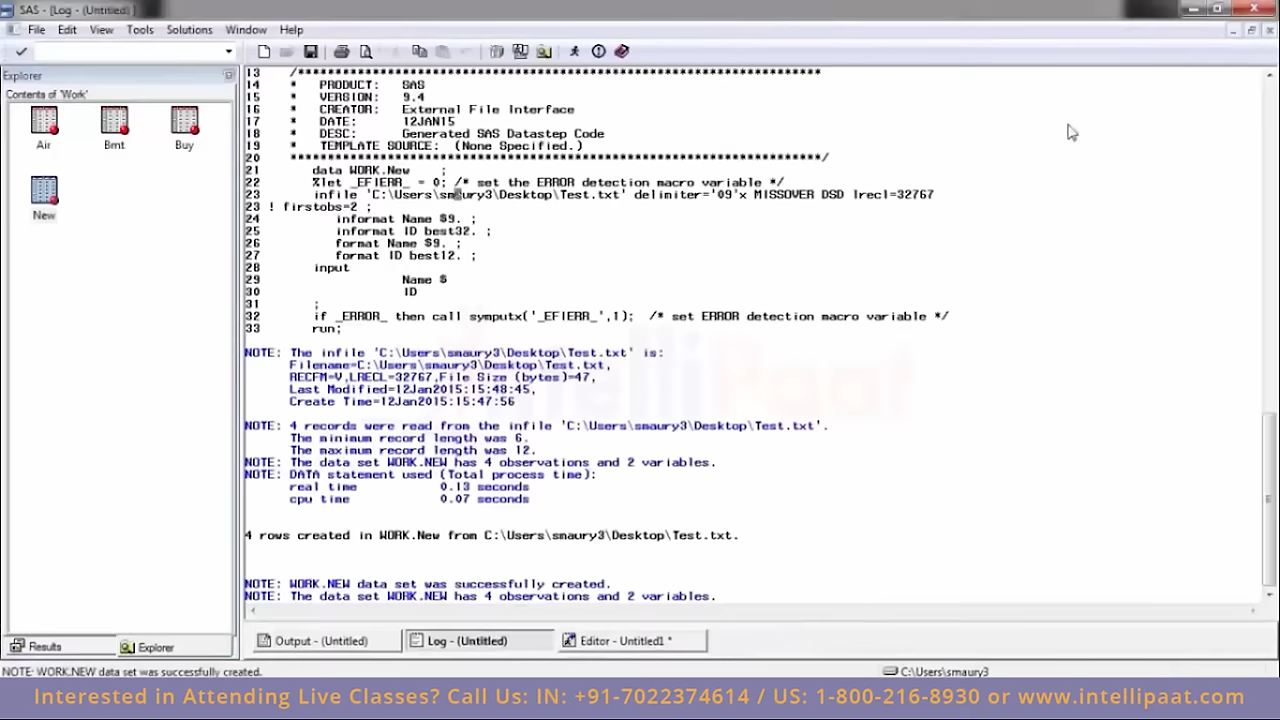 SAS - [Log - (Untitled)]
File Edit View Tools Solutions Window Help
Explorer
Contents of 'Work'
Air Bmt Buy
New
13 /**********************************************************************
14 * PRODUCT: SAS
15 * VERSION: 9.4
16 * CREATOR: External File Interface
17 * DATE: 12JAN15
18 * DESC: Generated SAS Datastep Code
19 * TEMPLATE SOURCE: (None Specified.)
20 ***********************************************************************/
21 data WORK.New ;
22 %let _EFIERR_ = 0; /* set the ERROR detection macro variable */
23 infile 'C:\Users\smaury3\Desktop\Test.txt' delimiter='09'x MISSOVER DSD lrecl=32767
23 ! firstobs=2 ;
24 informat Name $9. ;
25 informat ID best32. ;
26 format Name $9. ;
27 format ID best12. ;
28 input
29 Name $
30 ID
31 ;
32 if _ERROR_ then call symputx('_EFIERR_',1); /* set ERROR detection macro variable */
33 run;
NOTE: The infile 'C:\Users\smaury3\Desktop\Test.txt' is:
Filename=C:\Users\smaury3\Desktop\Test.txt,
RECFM=V,LRECL=32767,File Size (bytes)=47,
Last Modified=12Jan2015:15:48:45,
Create Time=12Jan2015:15:47:56
NOTE: 4 records were read from the infile 'C:\Users\smaury3\Desktop\Test.txt'.
The minimum record length was 6.
The maximum record length was 12.
NOTE: The data set WORK.NEW has 4 observations and 2 variables.
NOTE: DATA statement used (Total process time):
real time 0.13 seconds
cpu time 0.07 seconds
4 rows created in WORK.New from C:\Users\smaury3\Desktop\Test.txt.
NOTE: WORK.NEW data set was successfully created.
NOTE: The data set WORK.NEW has 4 observations and 2 variables.
Results Explorer
Output - (Untitled) Log - (Untitled) Editor - Untitled1 *
NOTE: WORK.NEW data set was successfully created. C:\Users\smaury3
Interested in Attending Live Classes? Call Us: IN: +91-7022374614 / US: 1-800-216-8930 or www.intellipaat.com
IntelliPaat